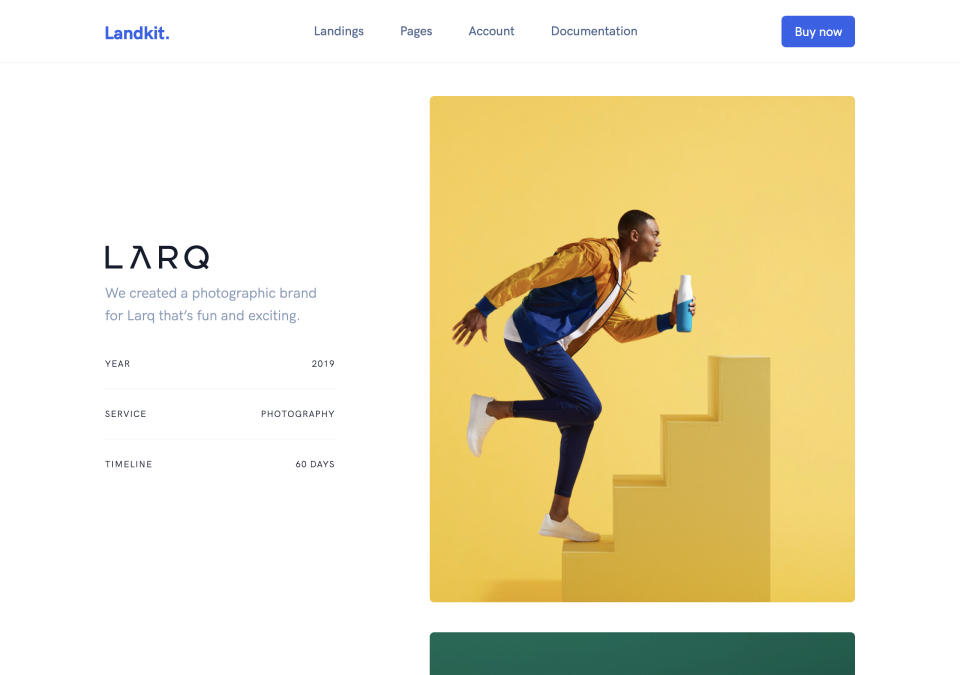 Landkit.
Landings
Pages
Account
Documentation
Buy now
LARQ
We created a photographic brand
for Larq that's fun and exciting.
YEAR 2019
SERVICE PHOTOGRAPHY
TIMELINE 60 DAYS